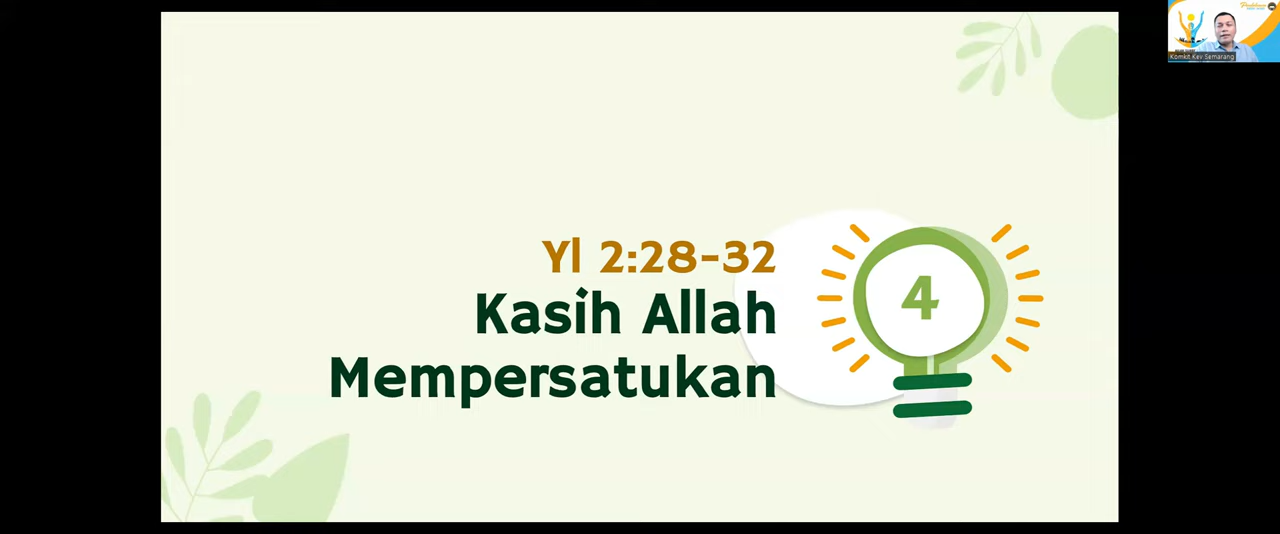 Yl 2:28-32
Kasih Allah
Mempersatukan
4
Komkit Kev Semarang